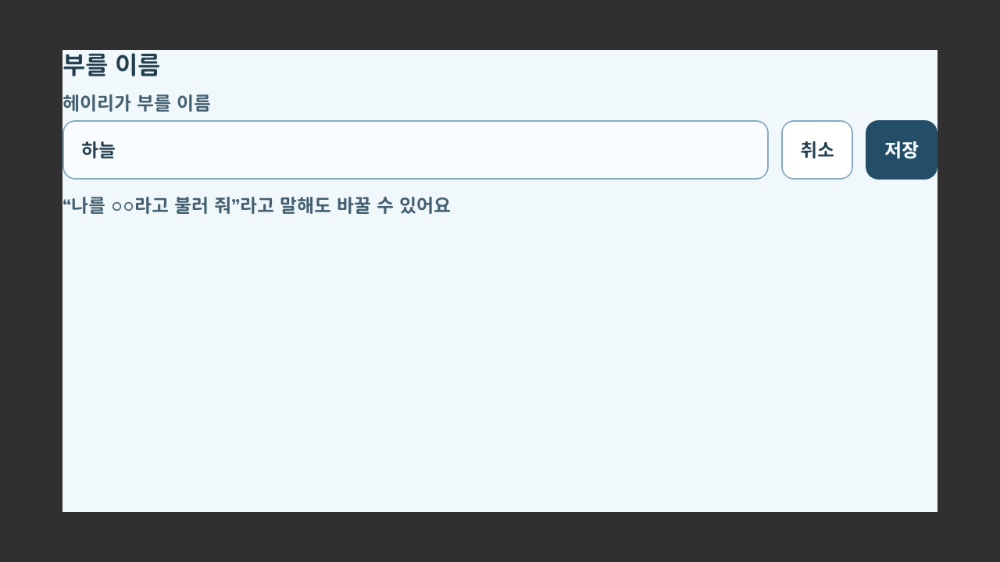 부를 이름
헤이리가 부를 이름
하늘
취소
저장
“나를 ○○라고 불러 줘”라고 말해도 바꿀 수 있어요